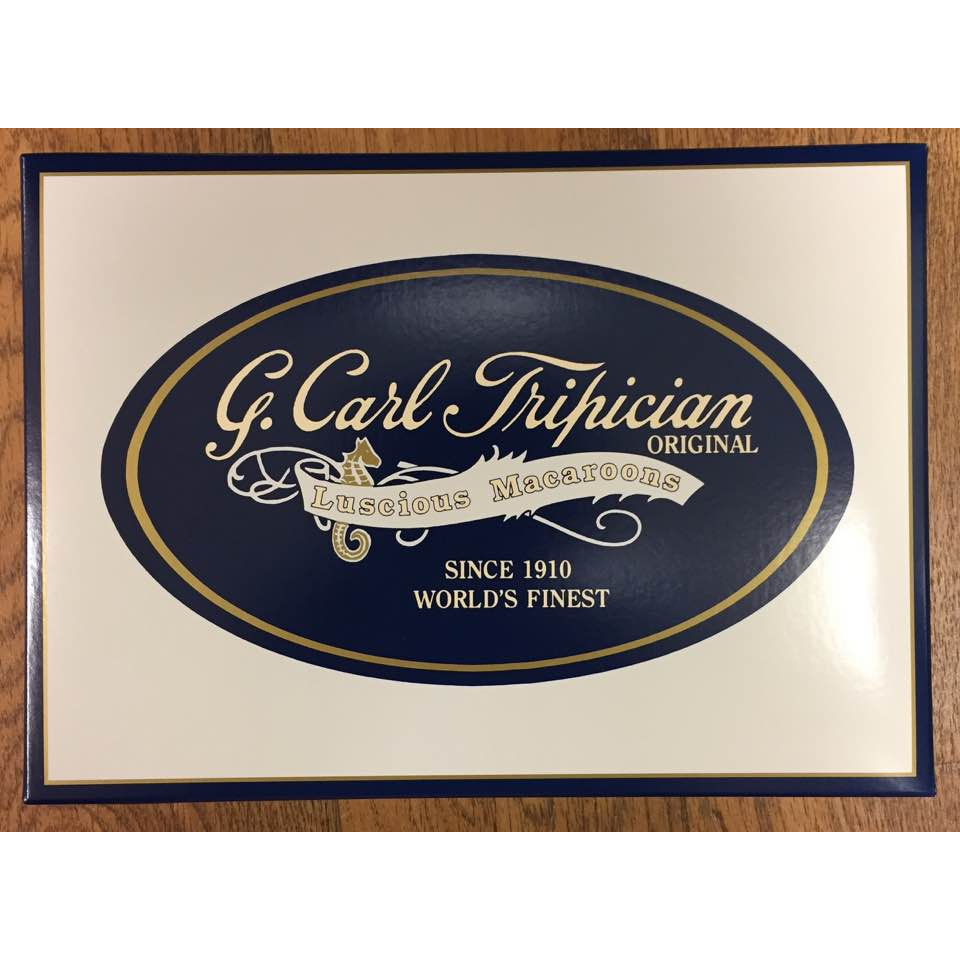 G. Carl Tripician
ORIGINAL
Luscious Macaroons
SINCE 1910
WORLD'S FINEST